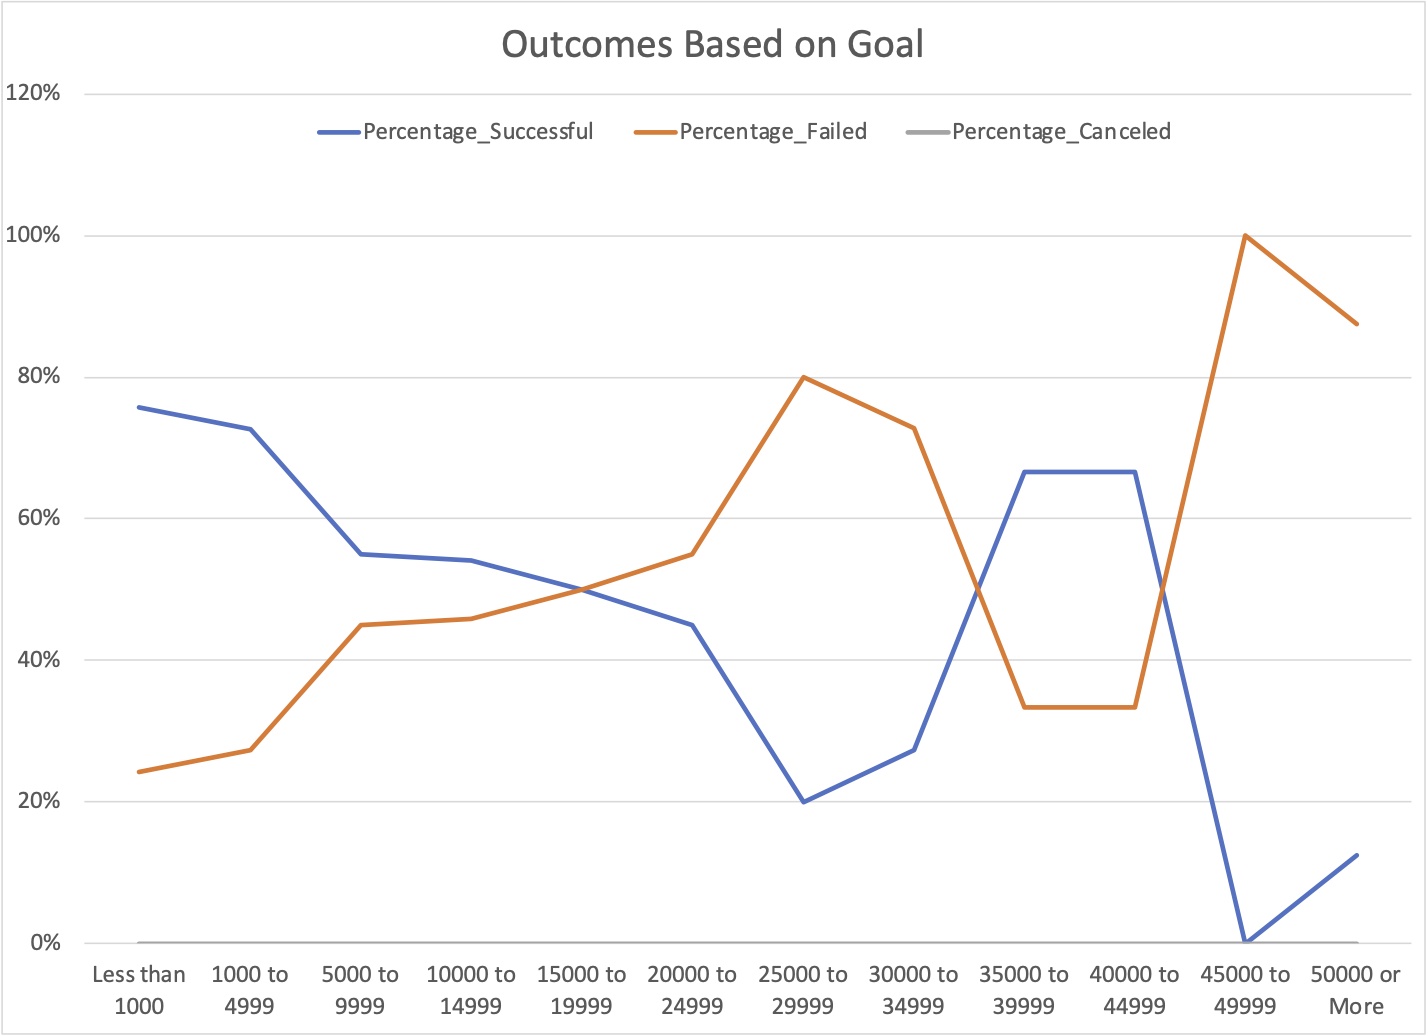 Outcomes Based on Goal
120%
Percentage_Successful Percentage_Failed Percentage_Canceled
100%
80%
60%
40%
20%
0%
Less than 1000 to 5000 to 10000 to 15000 to 20000 to 25000 to 30000 to 35000 to 40000 to 45000 to 50000 or
1000 4999 9999 14999 19999 24999 29999 34999 39999 44999 49999 More